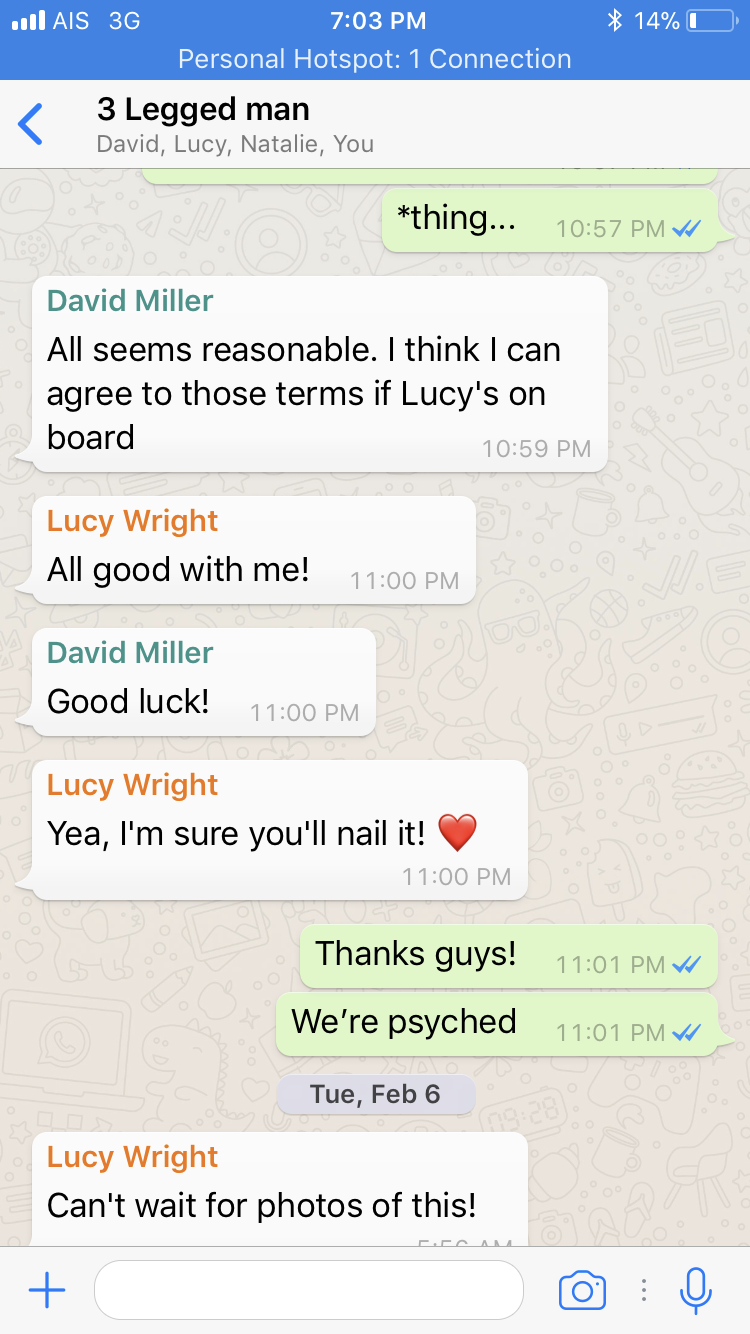 AIS 3G 7:03 PM 14%
Personal Hotspot: 1 Connection
3 Legged man
David, Lucy, Natalie, You
*thing... 10:57 PM
David Miller
All seems reasonable. I think I can
agree to those terms if Lucy's on
board 10:59 PM
Lucy Wright
All good with me! 11:00 PM
David Miller
Good luck! 11:00 PM
Lucy Wright
Yea, I'm sure you'll nail it! ❤️
11:00 PM
Thanks guys! 11:01 PM
We’re psyched 11:01 PM
Tue, Feb 6
Lucy Wright
Can't wait for photos of this!